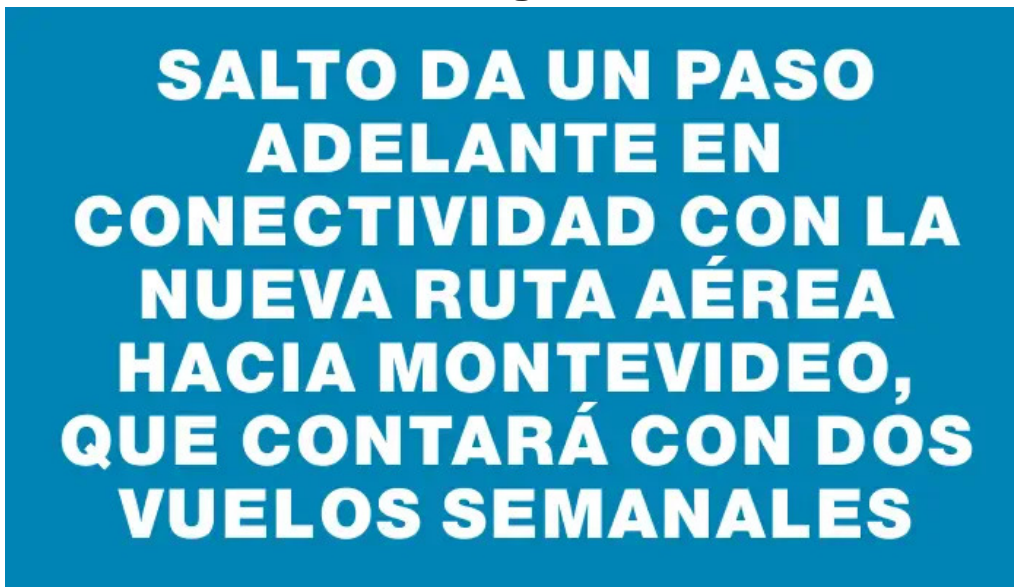 SALTO DA UN PASO
ADELANTE EN
CONECTIVIDAD CON LA
NUEVA RUTA AÉREA
HACIA MONTEVIDEO,
QUE CONTARÁ CON DOS
VUELOS SEMANALES